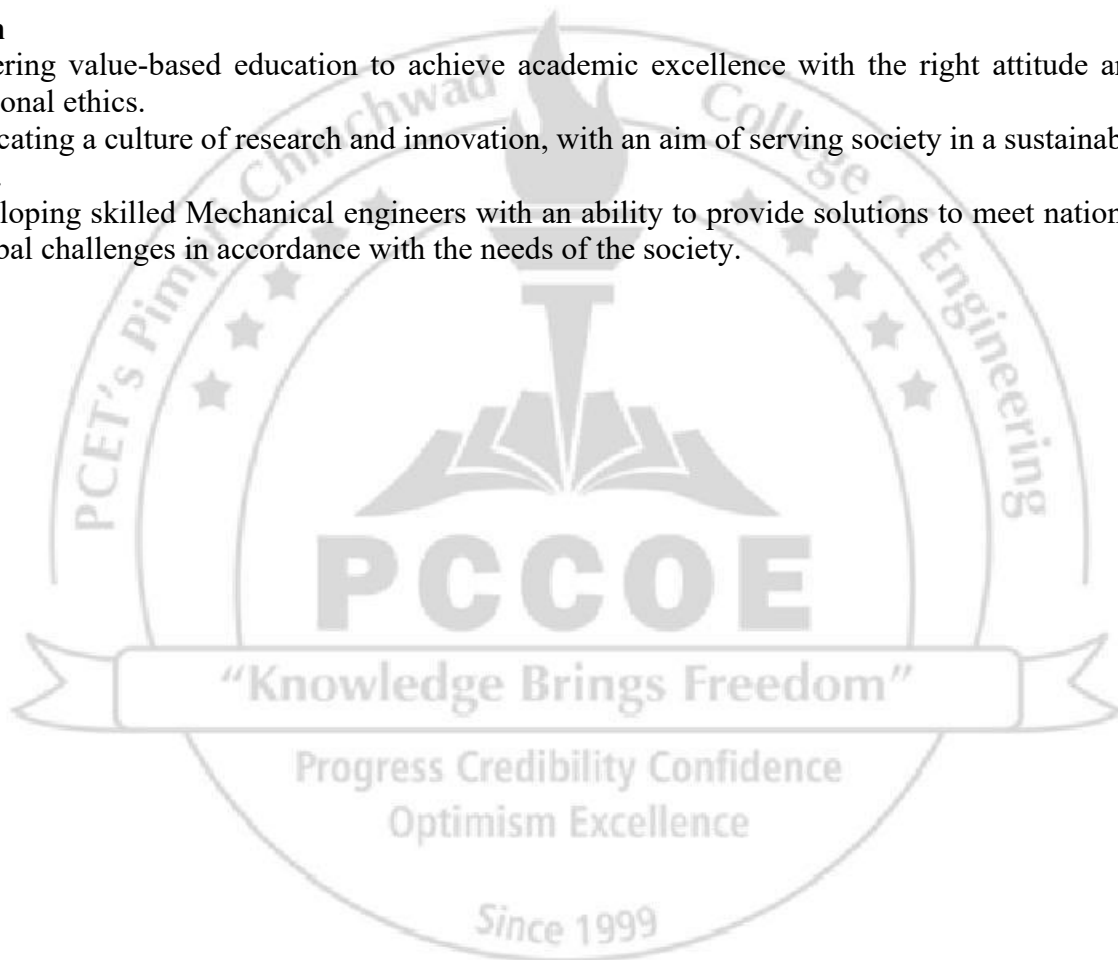 ering value-based education to achieve academic excellence with the right attitude
onal ethics.
cating a culture of research and innovation, with an aim of serving society in a
loping skilled Mechanical engineers with an ability to provide solutions to meet
bal challenges in accordance with the needs of the society.
PCET's Pimpri Chinchwad College of Engineering
PCCOE
“Knowledge Brings Freedom”
Progress Credibility Confidence
Optimism Excellence
Since 1999